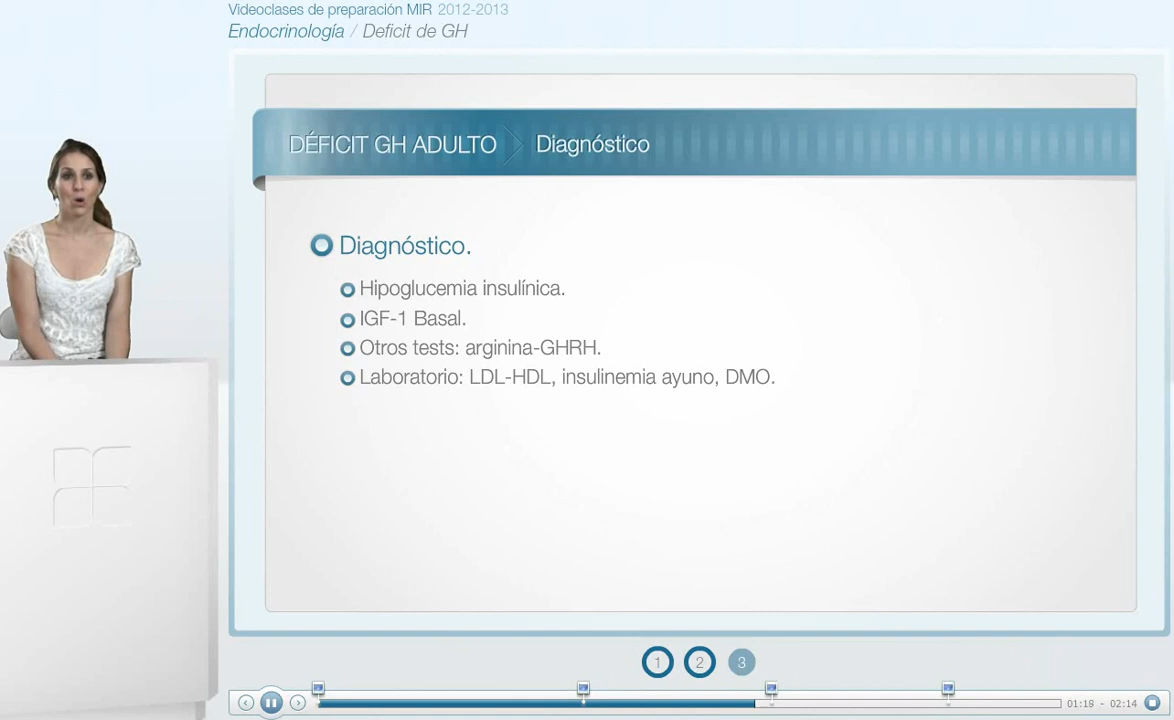 Videoclases de preparación MIR 2012-2013
Endocrinología / Deficit de GH
DÉFICIT GH ADULTO Diagnóstico
Diagnóstico.
Hipoglucemia insulínica.
IGF-1 Basal.
Otros tests: arginina-GHRH.
Laboratorio: LDL-HDL, insulinemia ayuno, DMO.
1 2 3
01:18 - 02:14